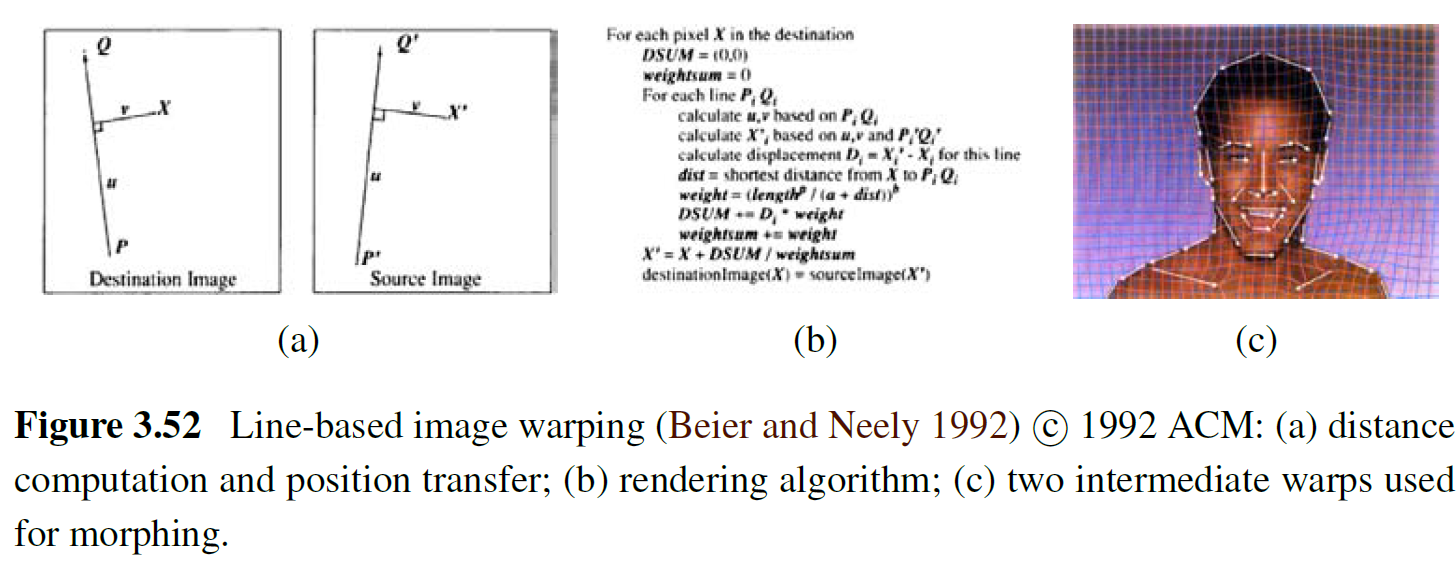 Q
v
X
u
P
Destination Image
Q'
v
X'
u
P'
Source Image
For each pixel X in the destination
DSUM = (0,0)
weightsum = 0
For each line Pi Qi
calculate u,v based on Pi Qi
calculate X'i based on u,v and Pi'Qi'
calculate displacement Di = Xi' - Xi for this line
dist = shortest distance from X to Pi Qi
weight = (length^p / (a + dist))^b
DSUM += Di * weight
weightsum += weight
X' = X + DSUM / weightsum
destinationImage(X) = sourceImage(X')
(a)
(b)
(c)
Figure 3.52 Line-based image warping (Beier and Neely 1992) © 1992 ACM: (a) distance
computation and position transfer; (b) rendering algorithm; (c) two intermediate warps used
for morphing.